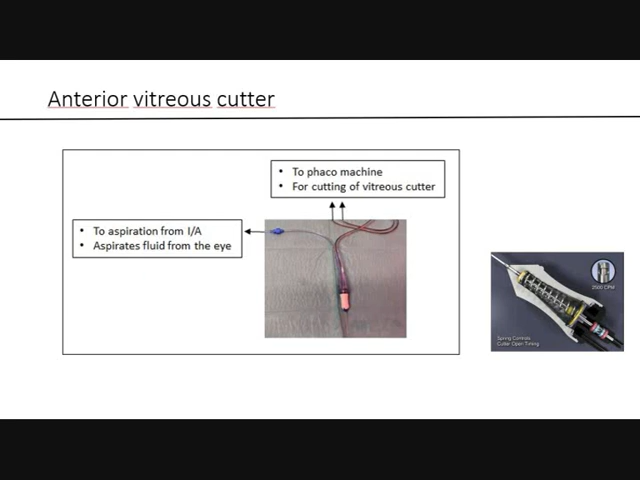 Anterior vitreous cutter
• To phaco machine
• For cutting of vitreous cutter
• To aspiration from I/A
• Aspirates fluid from the eye
2500 CPM
Spring Controls
Cutter Open Timing